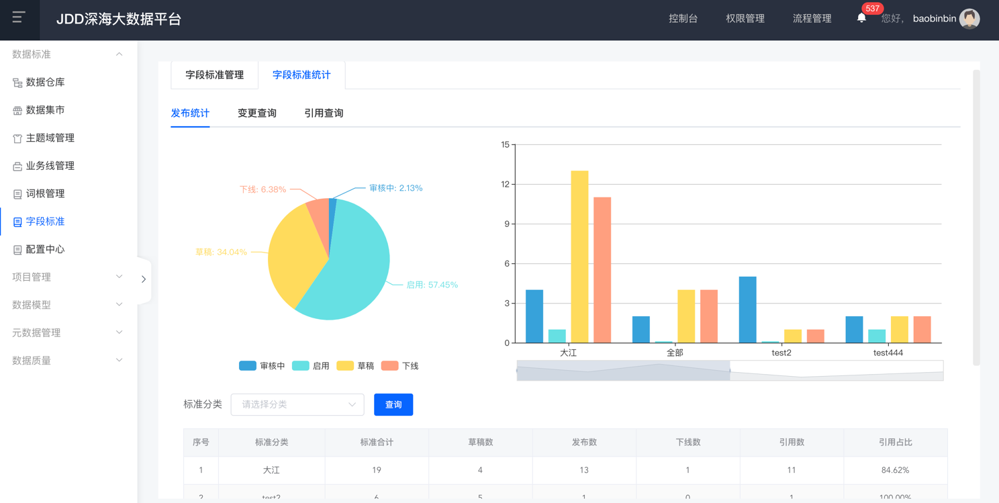 JDD深海大数据平台
控制台
权限管理
流程管理
537
您好，
baobinbin
数据标准
数据仓库
数据集市
主题域管理
业务线管理
词根管理
字段标准
配置中心
项目管理
数据模型
元数据管理
数据质量
字段标准管理
字段标准统计
发布统计
变更查询
引用查询
下线: 6.38%
审核中: 2.13%
草稿: 34.04%
启用: 57.45%
审核中
启用
草稿
下线
15
12
9
6
3
0
大江
全部
test2
test444
标准分类
请选择分类
查询
序号 标准分类 标准合计 草稿数 发布数 下线数 引用数 引用占比
1 大江 19 4 13 1 11 84.62%
2 test2 6 5 1 0 1 100.00%